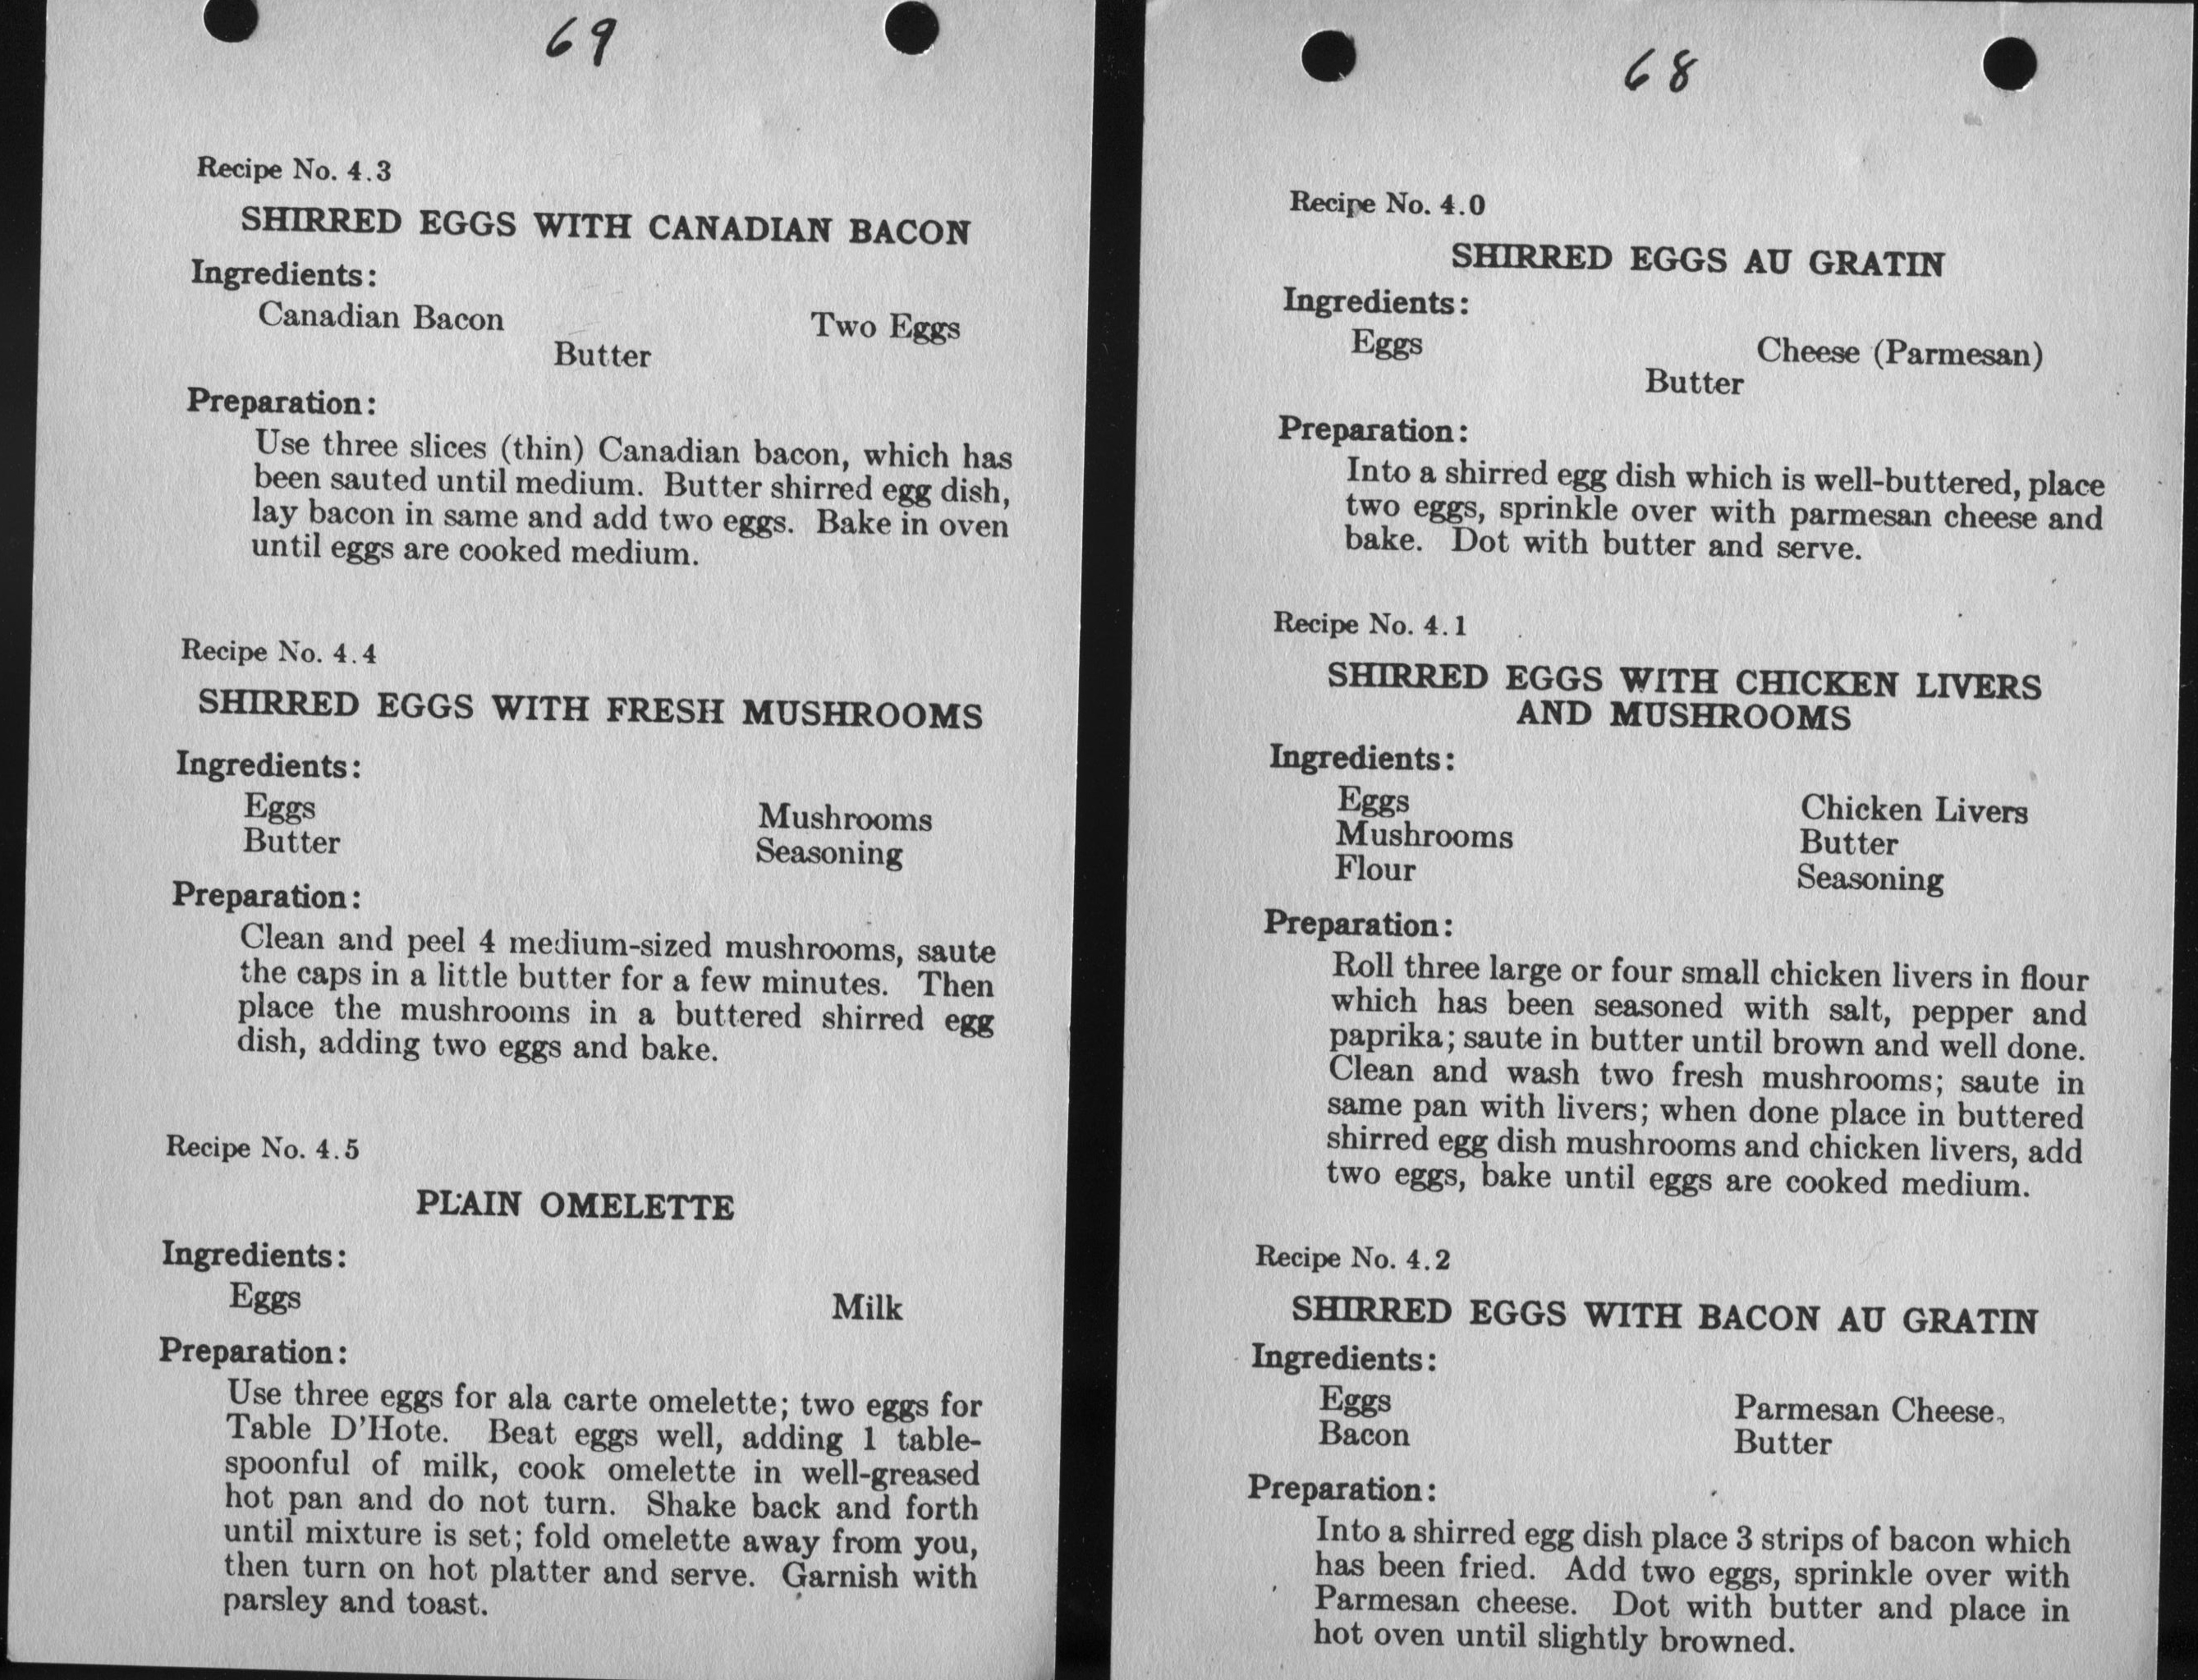 69
Recipe No. 4.3
SHIRRED EGGS WITH CANADIAN BACON
Ingredients:
Canadian Bacon Two Eggs
Butter
Preparation:
Use three slices (thin) Canadian bacon, which has
been sauted until medium. Butter shirred egg dish,
lay bacon in same and add two eggs. Bake in oven
until eggs are cooked medium.
Recipe No. 4.4
SHIRRED EGGS WITH FRESH MUSHROOMS
Ingredients:
Eggs Mushrooms
Butter Seasoning
Preparation:
Clean and peel 4 medium-sized mushrooms, saute
the caps in a little butter for a few minutes. Then
place the mushrooms in a buttered shirred egg
dish, adding two eggs and bake.
Recipe No. 4.5
PLAIN OMELETTE
Ingredients:
Eggs Milk
Preparation:
Use three eggs for ala carte omelette; two eggs for
Table D'Hote. Beat eggs well, adding 1 table-
spoonful of milk, cook omelette in well-greased
hot pan and do not turn. Shake back and forth
until mixture is set; fold omelette away from you,
then turn on hot platter and serve. Garnish with
parsley and toast.
68
Recipe No. 4.0
SHIRRED EGGS AU GRATIN
Ingredients:
Eggs Cheese (Parmesan)
Butter
Preparation:
Into a shirred egg dish which is well-buttered, place
two eggs, sprinkle over with parmesan cheese and
bake. Dot with butter and serve.
Recipe No. 4.1
SHIRRED EGGS WITH CHICKEN LIVERS
AND MUSHROOMS
Ingredients:
Eggs Chicken Livers
Mushrooms Butter
Flour Seasoning
Preparation:
Roll three large or four small chicken livers in flour
which has been seasoned with salt, pepper and
paprika; saute in butter until brown and well done.
Clean and wash two fresh mushrooms; saute in
same pan with livers; when done place in buttered
shirred egg dish mushrooms and chicken livers, add
two eggs, bake until eggs are cooked medium.
Recipe No. 4.2
SHIRRED EGGS WITH BACON AU GRATIN
Ingredients:
Eggs Parmesan Cheese
Bacon Butter
Preparation:
Into a shirred egg dish place 3 strips of bacon which
has been fried. Add two eggs, sprinkle over with
Parmesan cheese. Dot with butter and place in
hot oven until slightly browned.